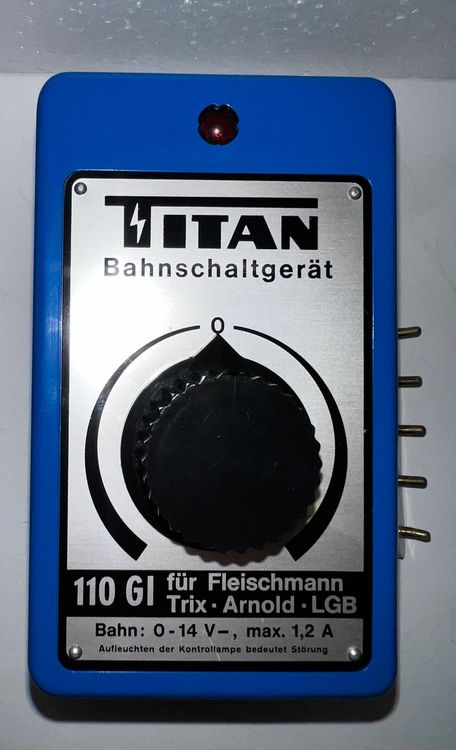 TITAN
Bahnschaltgerät
0
110 GI
für Fleischmann
Trix · Arnold · LGB
Bahn: 0-14 V–, max. 1,2 A
Aufleuchten der Kontrollampe bedeutet Störung